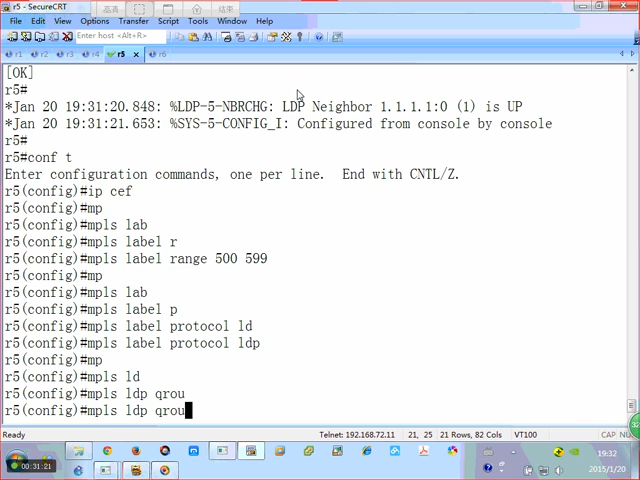 r5 - SecureCRT
高清
结束
File Edit View Options Transfer Script Tools Window Help
Enter host <Alt+R>
r1 r2 r3 r4 r5 r6
[OK]
r5#
*Jan 20 19:31:20.848: %LDP-5-NBRCHG: LDP Neighbor 1.1.1.1:0 (1) is UP
*Jan 20 19:31:21.653: %SYS-5-CONFIG_I: Configured from console by console
r5#
r5#conf t
Enter configuration commands, one per line. End with CNTL/Z.
r5(config)#ip cef
r5(config)#mp
r5(config)#mpls lab
r5(config)#mpls label r
r5(config)#mpls label range 500 599
r5(config)#mp
r5(config)#mpls lab
r5(config)#mpls label p
r5(config)#mpls label protocol ld
r5(config)#mpls label protocol ldp
r5(config)#mp
r5(config)#mpls ld
r5(config)#mpls ldp qrou
r5(config)#mpls ldp qrou
Ready
Telnet: 192.168.72.11 21, 25 21 Rows, 82 Cols VT100 CAP NU
00:31:21
19:32
2015/1/20